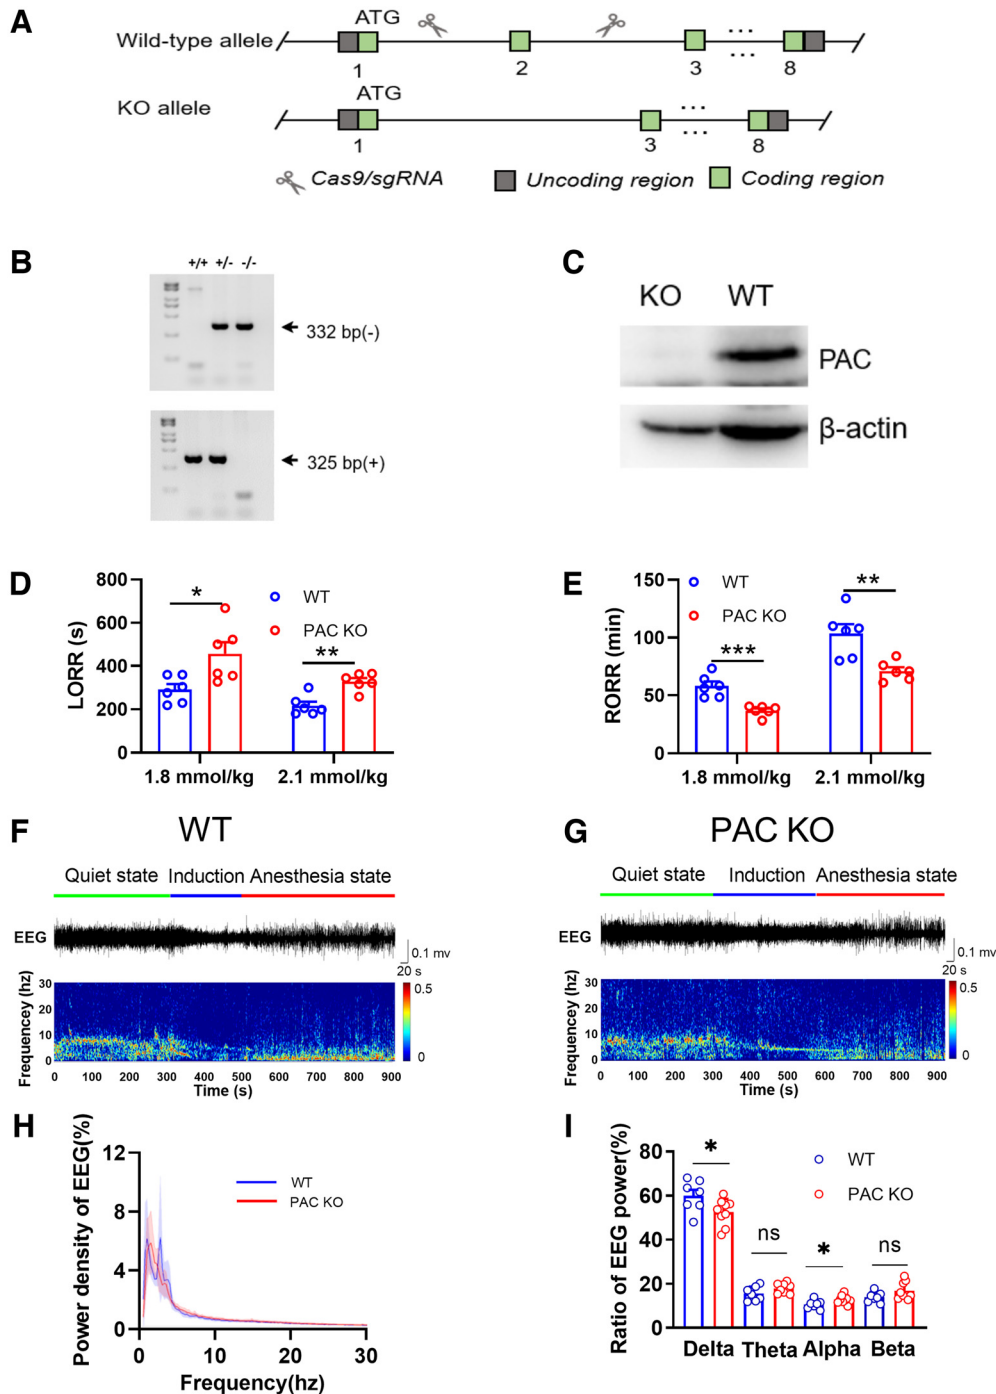 A
ATG
Wild-type allele
1 2 3 8
... ...
ATG
KO allele
1 3 8
... ...
Cas9/sgRNA Uncoding region Coding region
B
+/+ +/- -/-
332 bp(-)
325 bp(+)
C
KO WT
PAC
β-actin
D
LORR (s)
800
600
400
200
0
* **
WT
PAC KO
1.8 mmol/kg 2.1 mmol/kg
E
RORR (min)
150
100
50
0
*** **
WT
PAC KO
1.8 mmol/kg 2.1 mmol/kg
F
WT
Quiet state Induction Anesthesia state
EEG
0.1 mv
20 s
Frequencey (hz)
30
20
10
0
0.5
0
0 100 200 300 400 500 600 700 800 900
Time (s)
G
PAC KO
Quiet state Induction Anesthesia state
EEG
0.1 mv
20 s
Frequencey (hz)
30
20
10
0
0.5
0
0 100 200 300 400 500 600 700 800 900
Time (s)
H
Power density of EEG(%)
12
8
4
0
WT
PAC KO
0 10 20 30
Frequency(hz)
I
Ratio of EEG power(%)
80
60
40
20
0
* ns * ns
WT
PAC KO
Delta Theta Alpha Beta